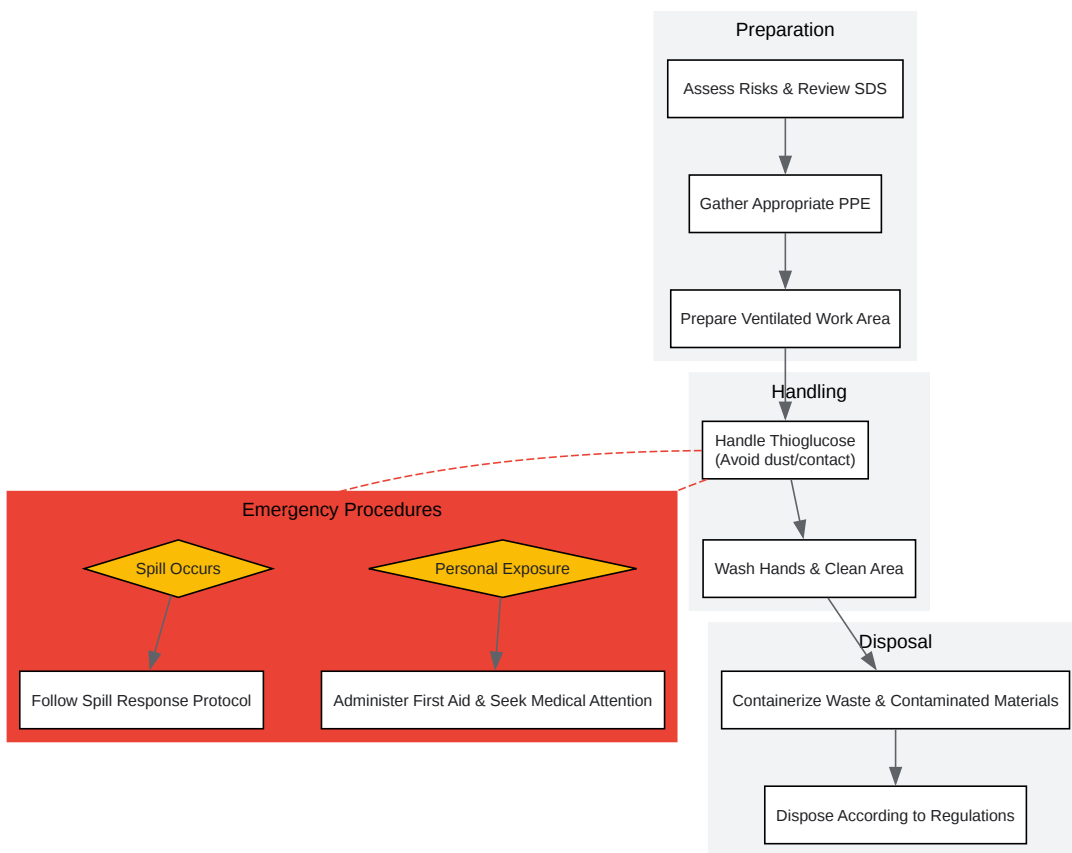 Preparation
Assess Risks & Review SDS
Gather Appropriate PPE
Prepare Ventilated Work Area
Handling
Handle Thioglucose
(Avoid dust/contact)
Wash Hands & Clean Area
Emergency Procedures
Spill Occurs
Personal Exposure
Follow Spill Response Protocol
Administer First Aid & Seek Medical Attention
Disposal
Containerize Waste & Contaminated Materials
Dispose According to Regulations